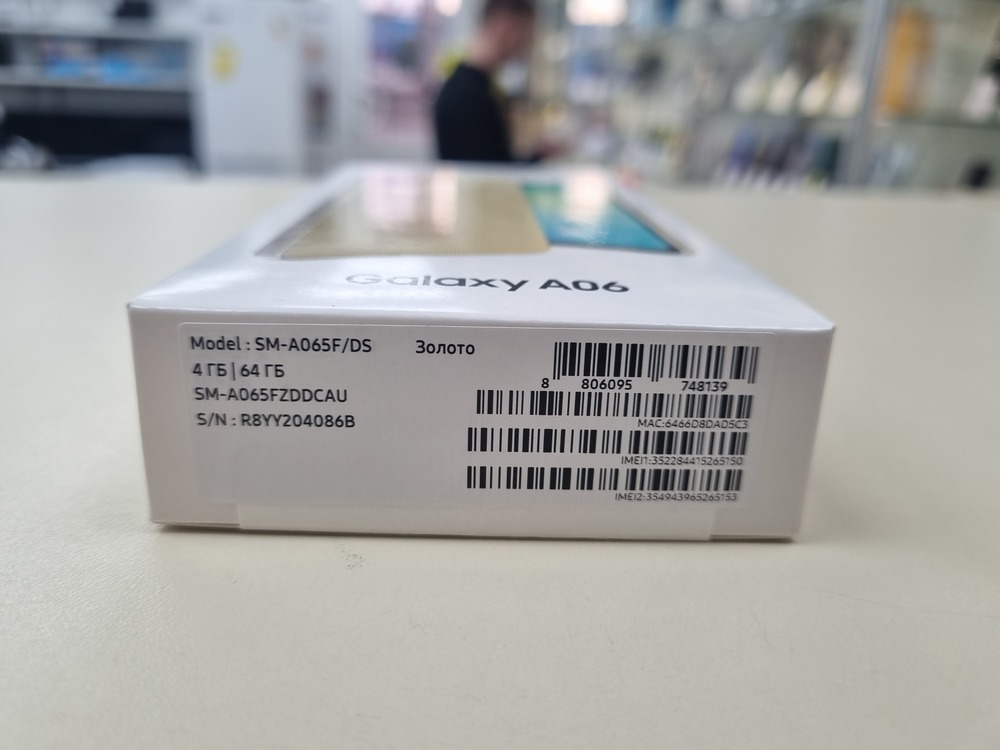 Galaxy A06
Model : SM-A065F/DS Золото
4 ГБ | 64 ГБ
SM-A065FZDDCAU
S/N : R8YY204086B
8 806095 748139
MAC:6466D8DAD5C3
IMEI1:352284415265150
IMEI2:354943965265153